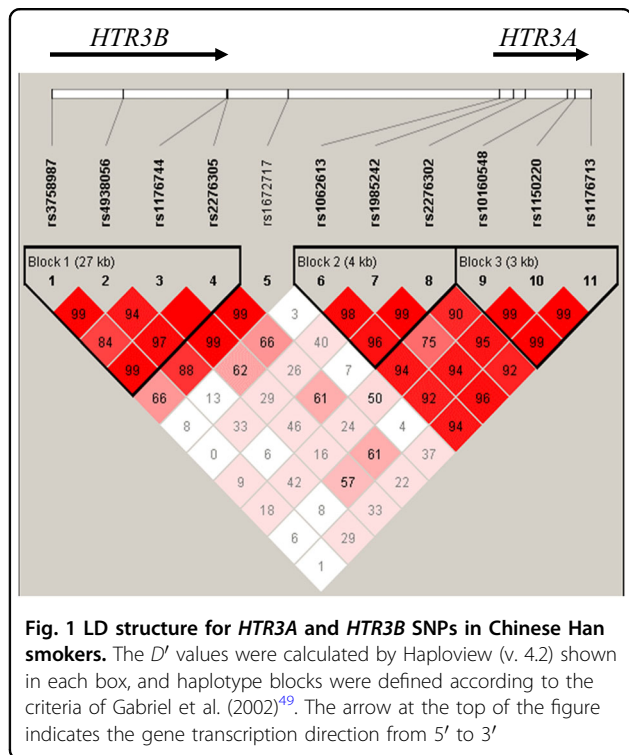 HTR3B HTR3A
rs3758987
rs4938056
rs1176744
rs2276305
rs1672717
rs1062613
rs1985242
rs2276302
rs10160548
rs1150220
rs1176713
Block 1 (27 kb) Block 2 (4 kb) Block 3 (3 kb)
1 2 3 4 5 6 7 8 9 10 11
99 94 99 3 98 99 90 99 99
84 97 99 66 40 96 75 95 99
99 88 62 26 7 94 94 92
66 13 29 61 50 92 96
8 33 46 24 4 94
0 6 16 61 37
9 42 57 22
18 8 33
6 29
1
Fig. 1 LD structure for HTR3A and HTR3B SNPs in Chinese Han
smokers. The D′ values were calculated by Haploview (v. 4.2) shown
in each box, and haplotype blocks were defined according to the
criteria of Gabriel et al. (2002)49. The arrow at the top of the figure
indicates the gene transcription direction from 5′ to 3′